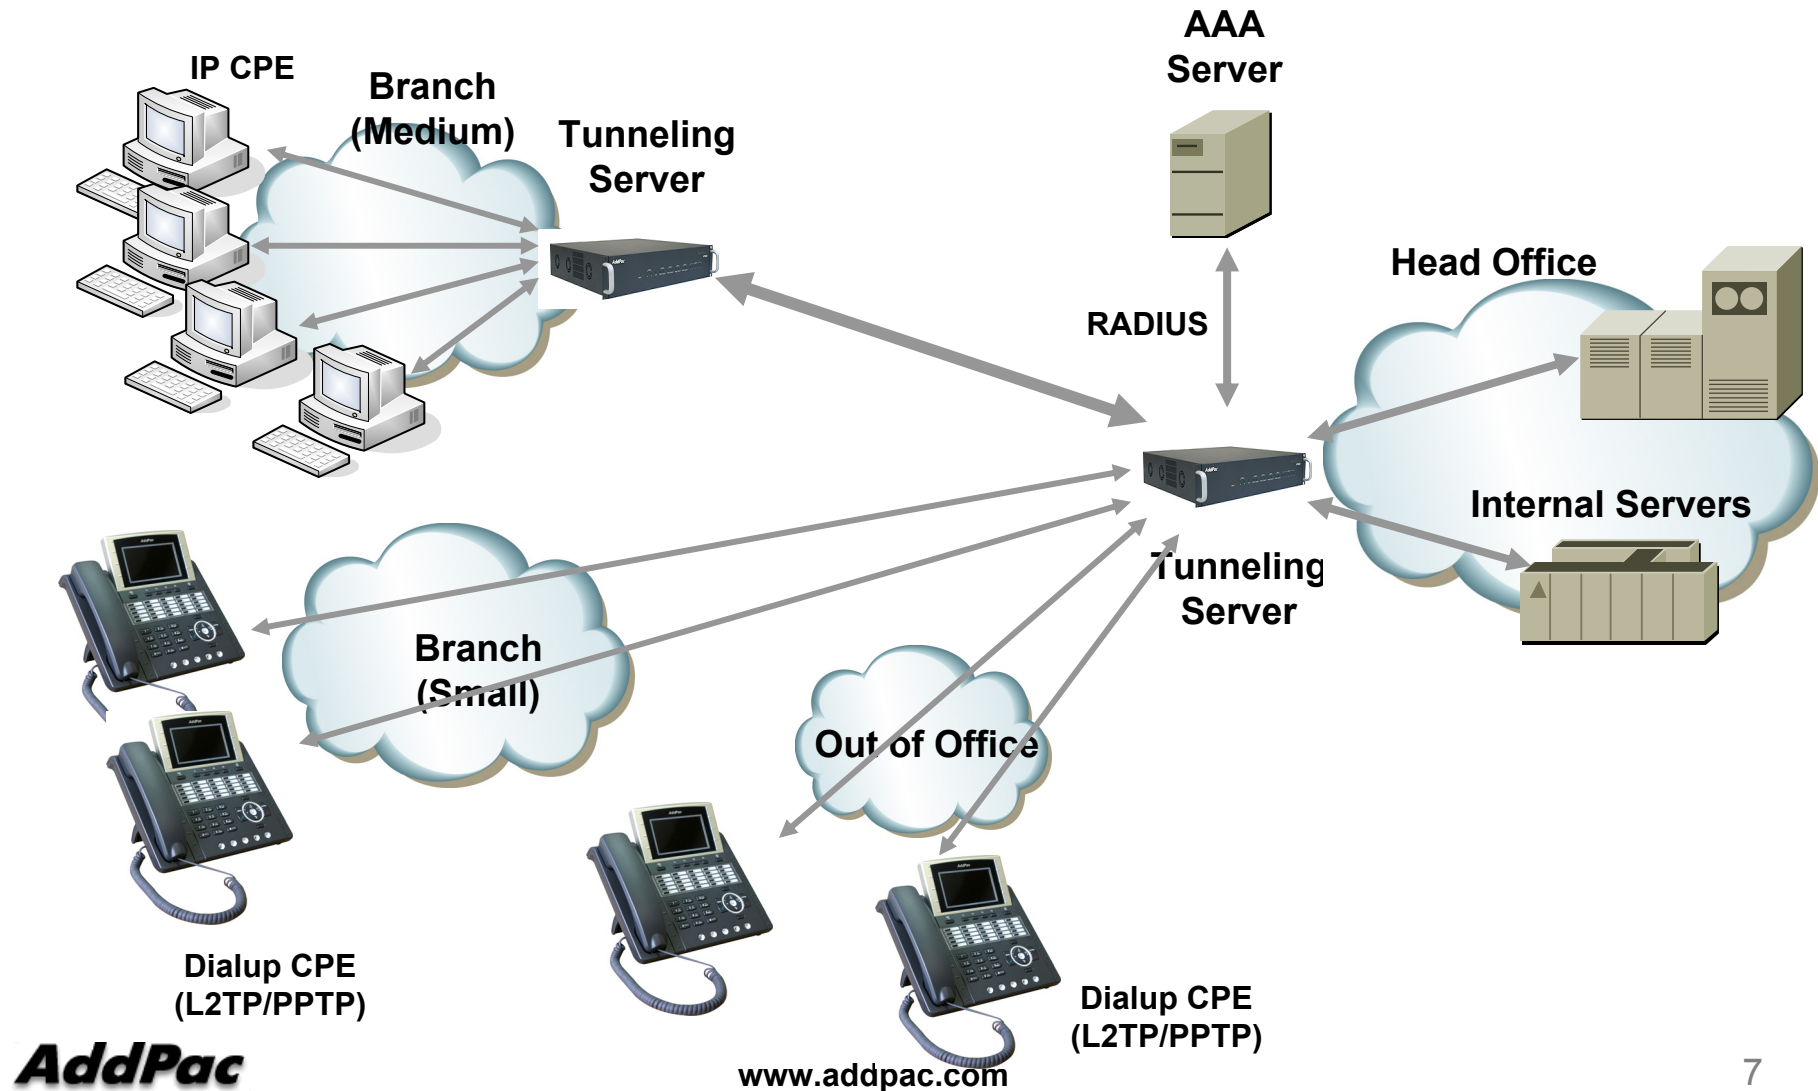 AAA
Server
IP CPE
Branch
(Medium)
Tunneling
Server
Head Office
RADIUS
Internal Servers
Tunneling
Server
Branch
(Small)
Out of Office
Dialup CPE
(L2TP/PPTP)
Dialup CPE
(L2TP/PPTP)
AddPac
www.addpac.com
7